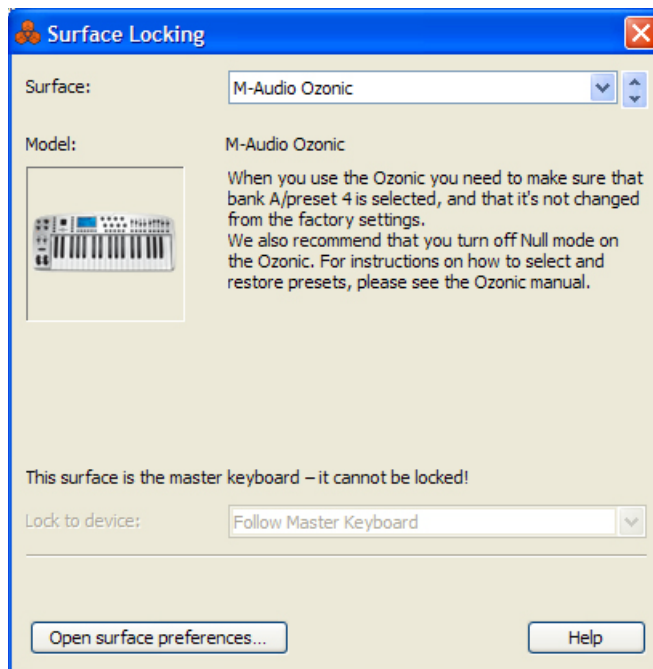 Surface Locking
Surface:
M-Audio Ozonic
Model:
M-Audio Ozonic
When you use the Ozonic you need to make sure that
bank A/preset 4 is selected, and that it's not changed
from the factory settings.
We also recommend that you turn off Null mode on
the Ozonic. For instructions on how to select and
restore presets, please see the Ozonic manual.
This surface is the master keyboard – it cannot be locked!
Lock to device:
Follow Master Keyboard
Open surface preferences...
Help